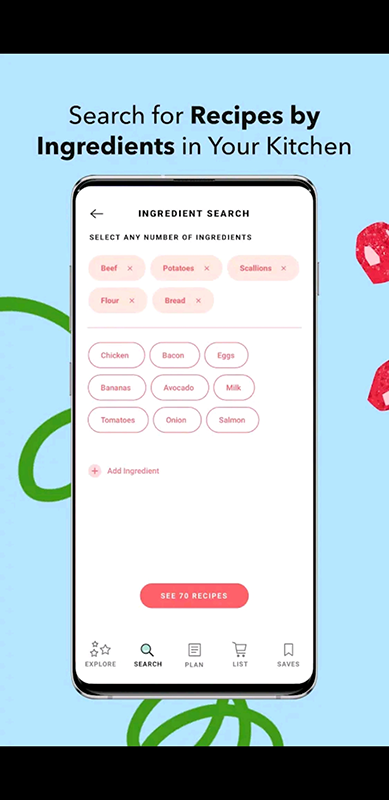 Search for Recipes by
Ingredients in Your Kitchen
INGREDIENT SEARCH
SELECT ANY NUMBER OF INGREDIENTS
Beef × Potatoes × Scallions ×
Flour × Bread ×
Chicken Bacon Eggs
Bananas Avocado Milk
Tomatoes Onion Salmon
+ Add Ingredient
SEE 70 RECIPES
EXPLORE SEARCH PLAN LIST SAVES